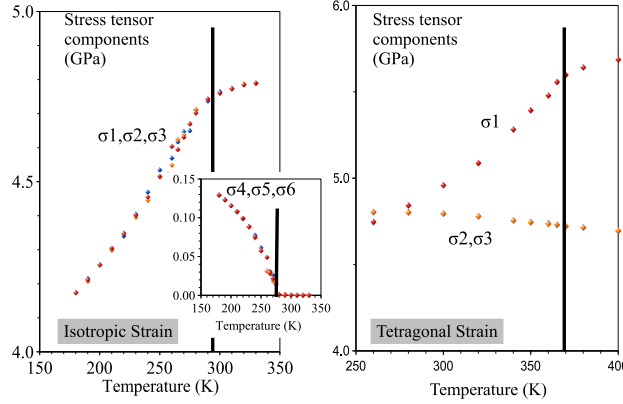 5.0
Stress tensor
components
(GPa)
σ1,σ2,σ3
4.5
0.15
σ4,σ5,σ6
0.10
0.05
0.00
150 200 250 300 350
Temperature (K)
Isotropic Strain
4.0
150 200 250 300 350
Temperature (K)
6.0
Stress tensor
components
(GPa)
σ1
5.0
σ2,σ3
Tetragonal Strain
4.0
260 300 350 400
Temperature (K)